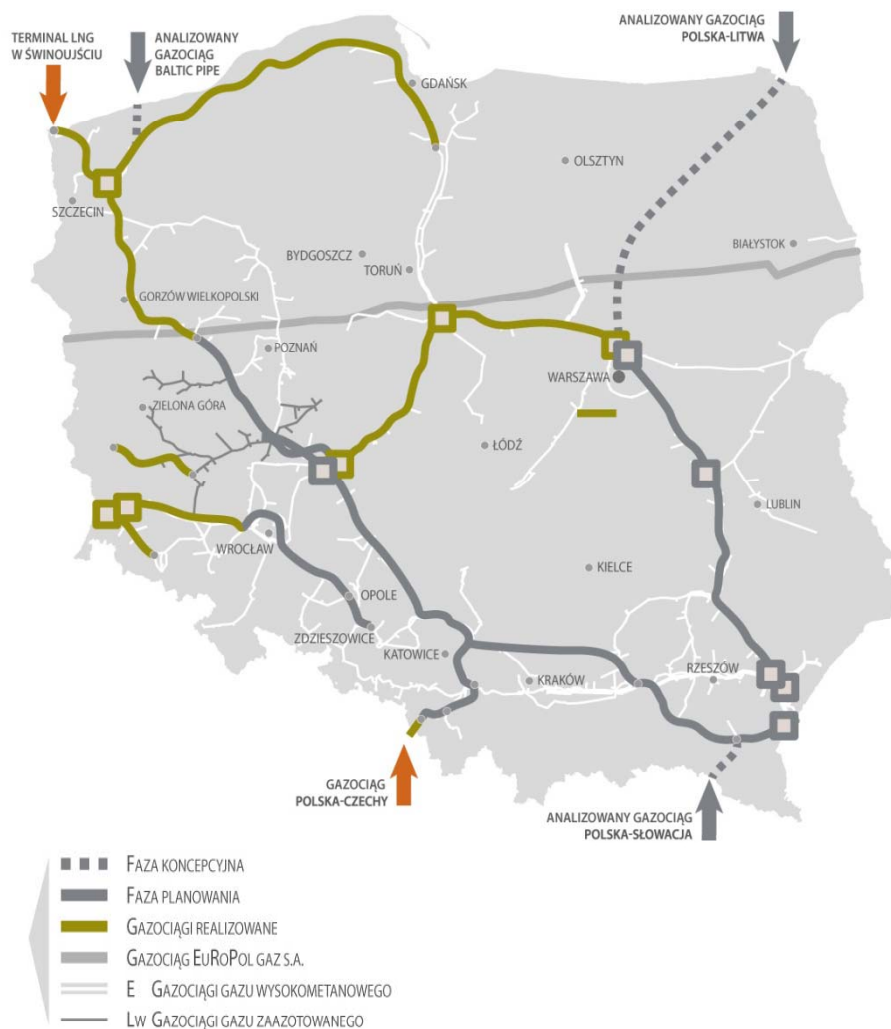 TERMINAL LNG
W ŚWINOUJŚCIU
ANALIZOWANY
GAZOCIĄG
BALTIC PIPE
ANALIZOWANY GAZOCIĄG
POLSKA-LITWA
GDAŃSK
OLSZTYN
SZCZECIN
BIAŁYSTOK
BYDGOSZCZ
TORUŃ
GORZÓW WIELKOPOLSKI
POZNAŃ
WARSZAWA
ZIELONA GÓRA
ŁÓDŹ
LUBLIN
WROCŁAW
KIELCE
OPOLE
ZDZIESZOWICE
KATOWICE
KRAKÓW
RZESZÓW
GAZOCIĄG
POLSKA-CZECHY
ANALIZOWANY GAZOCIĄG
POLSKA-SŁOWACJA
FAZA KONCEPCYJNA
FAZA PLANOWANIA
GAZOCIĄGI REALIZOWANE
GAZOCIĄG EUROPOL GAZ S.A.
E GAZOCIĄGI GAZU WYSOKOMETANOWEGO
LW GAZOCIĄGI GAZU ZAAZOTOWANEGO